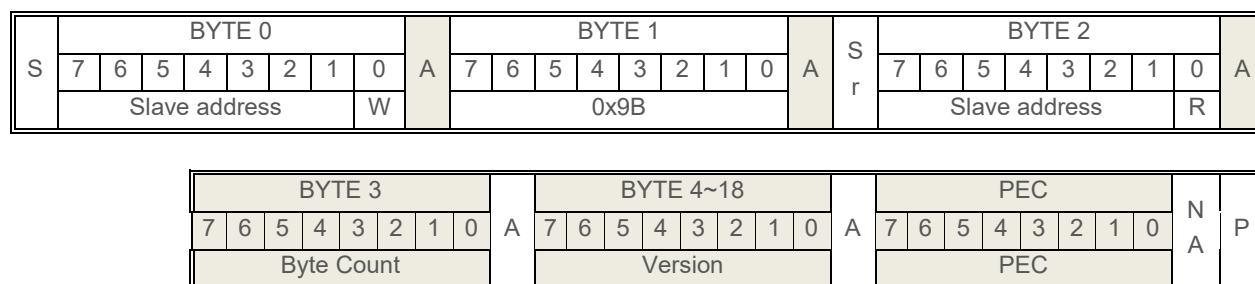 BYTE 0 BYTE 1 BYTE 2
S 7 6 5 4 3 2 1 0 A 7 6 5 4 3 2 1 0 A Sr 7 6 5 4 3 2 1 0 A
Slave address W 0x9B Slave address R
BYTE 3 BYTE 4~18 PEC
7 6 5 4 3 2 1 0 A 7 6 5 4 3 2 1 0 A 7 6 5 4 3 2 1 0 NA P
Byte Count Version PEC